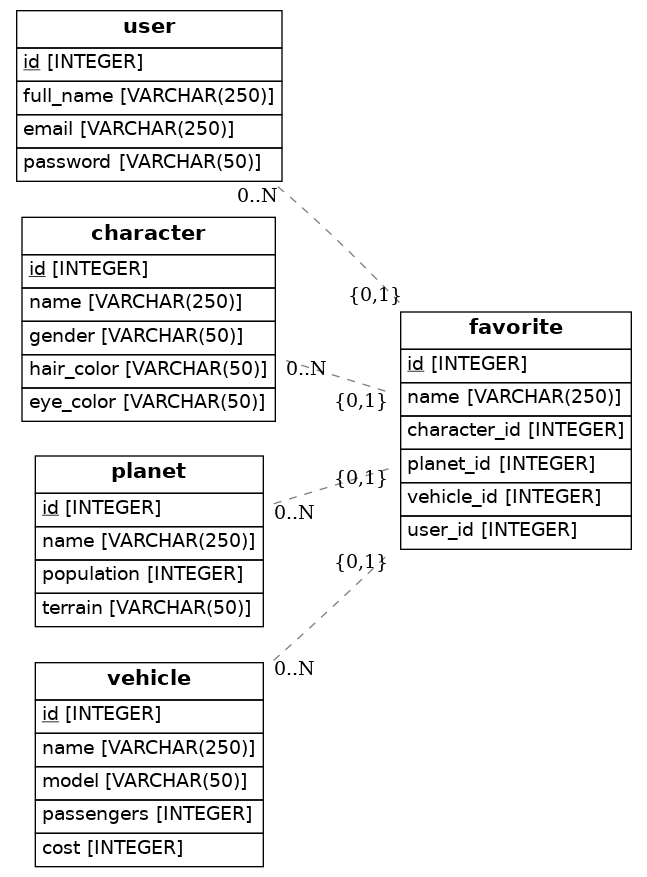 user
id [INTEGER]
full_name [VARCHAR(250)]
email [VARCHAR(250)]
password [VARCHAR(50)]
0..N
{0,1}
character
id [INTEGER]
name [VARCHAR(250)]
gender [VARCHAR(50)]
hair_color [VARCHAR(50)]
eye_color [VARCHAR(50)]
0..N
{0,1}
favorite
id [INTEGER]
name [VARCHAR(250)]
character_id [INTEGER]
planet_id [INTEGER]
vehicle_id [INTEGER]
user_id [INTEGER]
planet
id [INTEGER]
name [VARCHAR(250)]
population [INTEGER]
terrain [VARCHAR(50)]
{0,1}
0..N
{0,1}
0..N
vehicle
id [INTEGER]
name [VARCHAR(250)]
model [VARCHAR(50)]
passengers [INTEGER]
cost [INTEGER]